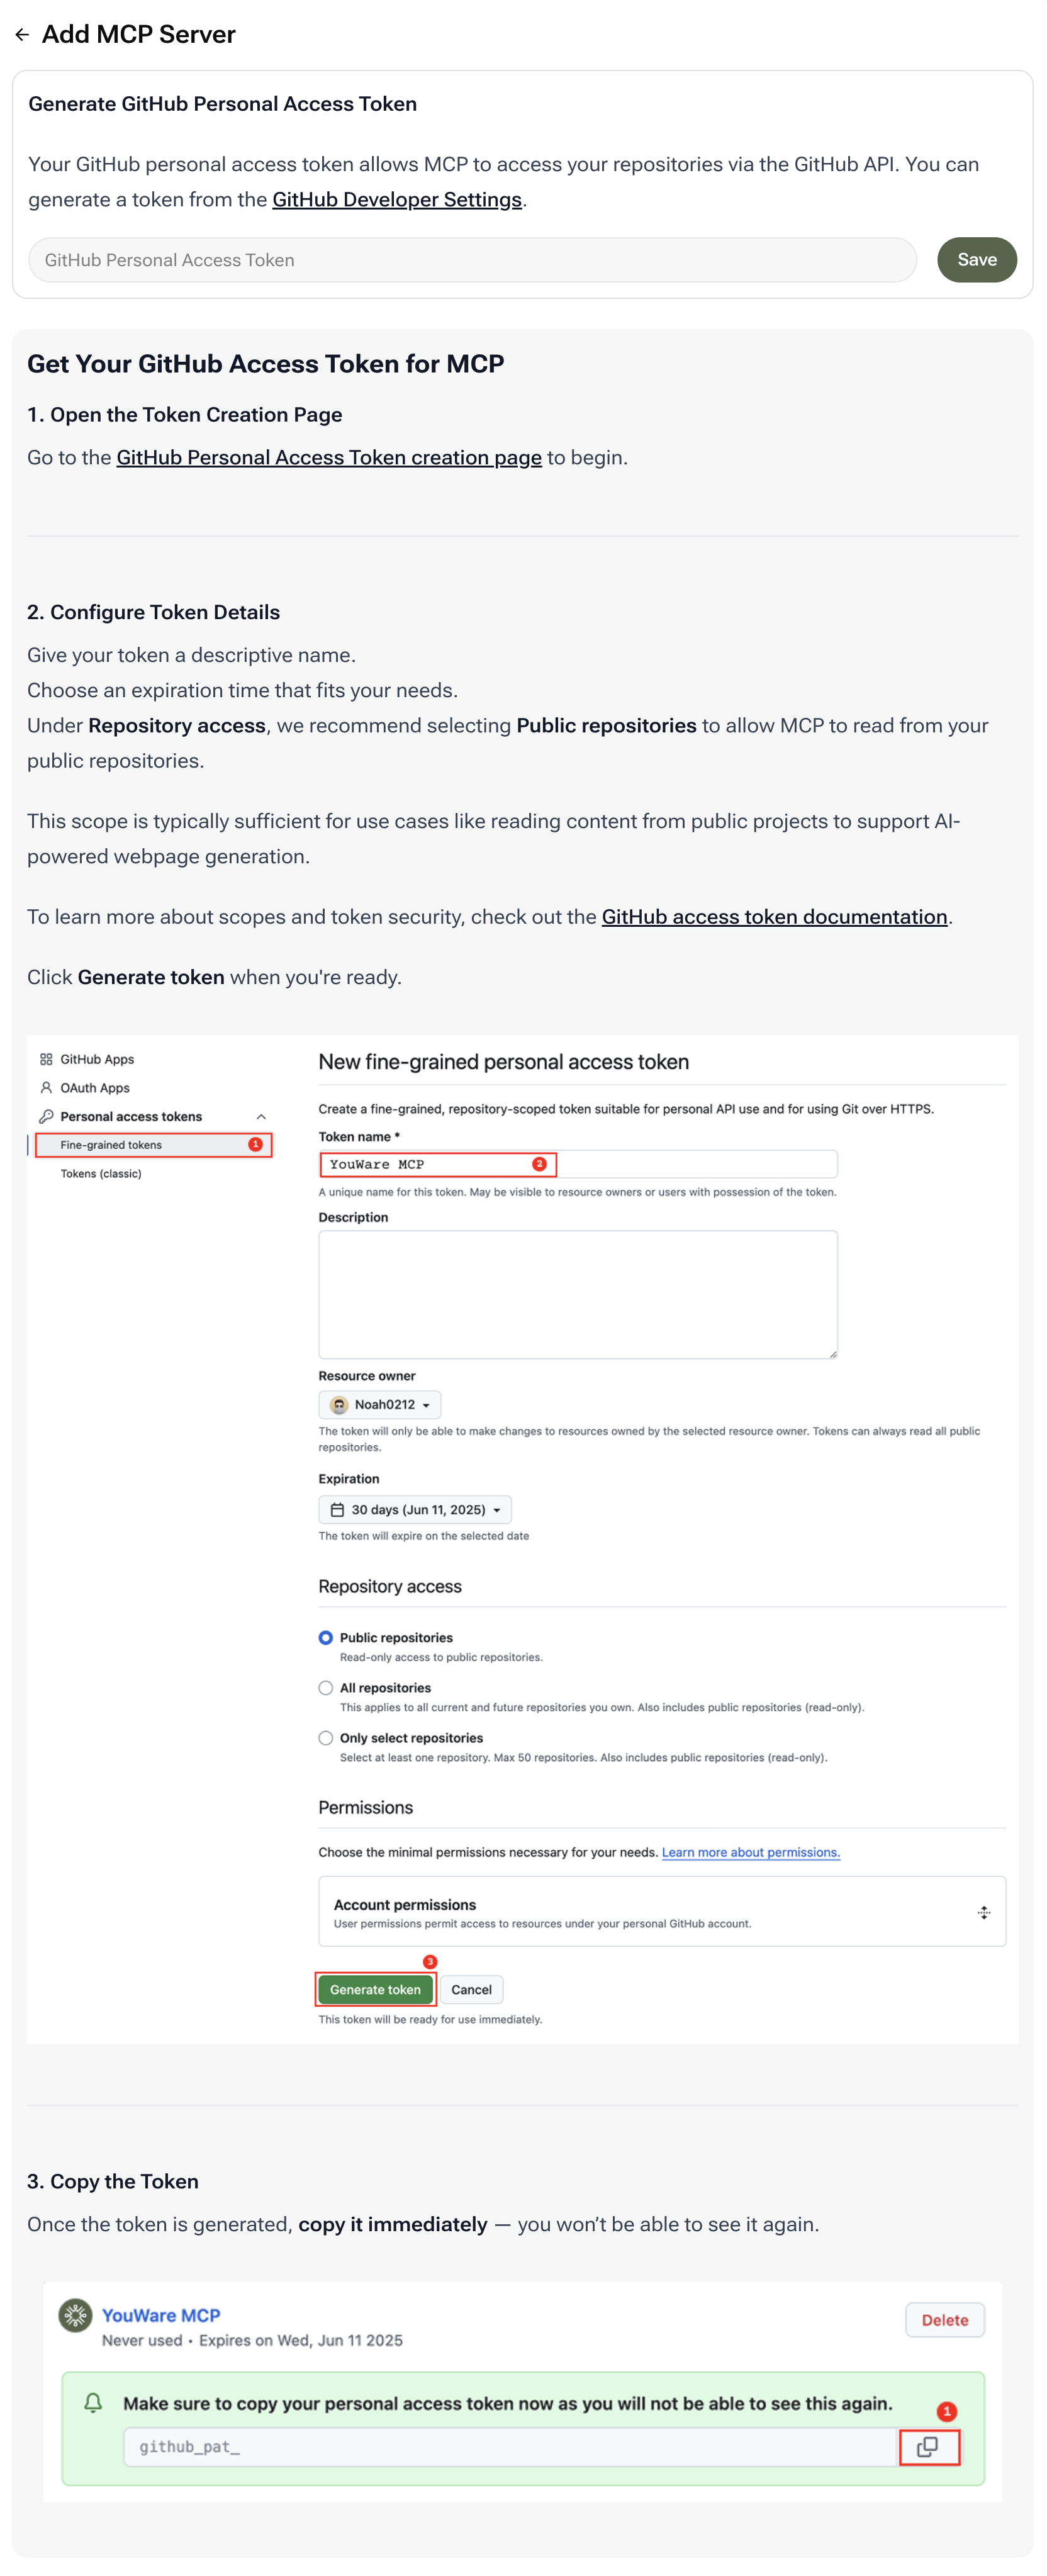 Add MCP Server
Generate GitHub Personal Access Token
Your GitHub personal access token allows MCP to access your repositories via the GitHub API. You can
generate a token from the GitHub Developer Settings.
GitHub Personal Access Token
Save
Get Your GitHub Access Token for MCP
1. Open the Token Creation Page
Go to the GitHub Personal Access Token creation page to begin.
2. Configure Token Details
Give your token a descriptive name.
Choose an expiration time that fits your needs.
Under Repository access, we recommend selecting Public repositories to allow MCP to read from your
public repositories.
This scope is typically sufficient for use cases like reading content from public projects to support AI-
powered webpage generation.
To learn more about scopes and token security, check out the GitHub access token documentation.
Click Generate token when you're ready.
GitHub Apps
OAuth Apps
Personal access tokens
Fine-grained tokens 1
Tokens (classic)
New fine-grained personal access token
Create a fine-grained, repository-scoped token suitable for personal API use and for using Git over HTTPS.
Token name *
YouWare MCP 2
A unique name for this token. May be visible to resource owners or users with possession of the token.
Description
Resource owner
Noah0212
The token will only be able to make changes to resources owned by the selected resource owner. Tokens can always read all public
repositories.
Expiration
30 days (Jun 11, 2025)
The token will expire on the selected date
Repository access
Public repositories
Read-only access to public repositories.
All repositories
This applies to all current and future repositories you own. Also includes public repositories (read-only).
Only select repositories
Select at least one repository. Max 50 repositories. Also includes public repositories (read-only).
Permissions
Choose the minimal permissions necessary for your needs. Learn more about permissions.
Account permissions
User permissions permit access to resources under your personal GitHub account.
3
Generate token Cancel
This token will be ready for use immediately.
3. Copy the Token
Once the token is generated, copy it immediately — you won’t be able to see it again.
YouWare MCP
Never used • Expires on Wed, Jun 11 2025
Delete
Make sure to copy your personal access token now as you will not be able to see this again.
1
github_pat_